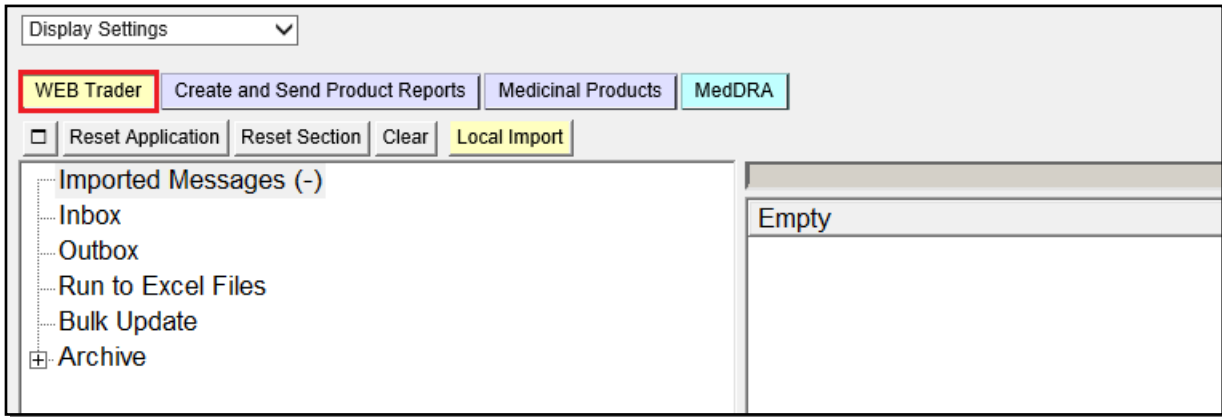 Display Settings
WEB Trader Create and Send Product Reports Medicinal Products MedDRA
Reset Application Reset Section Clear Local Import
Imported Messages (-)
Inbox
Empty
Outbox
Run to Excel Files
Bulk Update
Archive